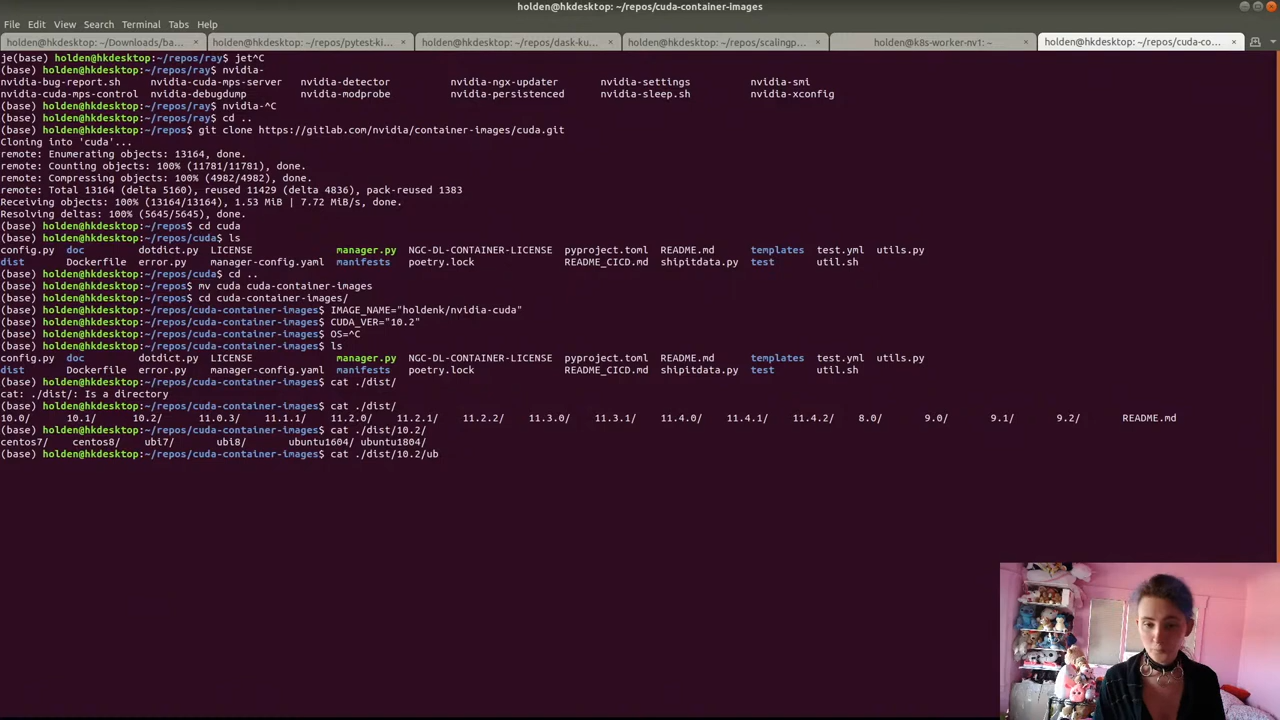 holden@hkdesktop: ~/repos/cuda-container-images
File Edit View Search Terminal Tabs Help
holden@hkdesktop: ~/Downloads/ba... × holden@hkdesktop: ~/repos/pytest-ki... × holden@hkdesktop: ~/repos/dask-ku... × holden@hkdesktop: ~/repos/scalingp... × holden@k8s-worker-nv1: ~ × holden@hkdesktop: ~/repos/cuda-co... ×
je(base) holden@hkdesktop:~/repos/ray$ jet^C
(base) holden@hkdesktop:~/repos/ray$ nvidia-
nvidia-bug-report.sh nvidia-cuda-mps-server nvidia-detector nvidia-ngx-updater nvidia-settings nvidia-smi
nvidia-cuda-mps-control nvidia-debugdump nvidia-modprobe nvidia-persistenced nvidia-sleep.sh nvidia-xconfig
(base) holden@hkdesktop:~/repos/ray$ nvidia-^C
(base) holden@hkdesktop:~/repos/ray$ cd ..
(base) holden@hkdesktop:~/repos$ git clone https://gitlab.com/nvidia/container-images/cuda.git
Cloning into 'cuda'...
remote: Enumerating objects: 13164, done.
remote: Counting objects: 100% (11781/11781), done.
remote: Compressing objects: 100% (4982/4982), done.
remote: Total 13164 (delta 5160), reused 11429 (delta 4836), pack-reused 1383
Receiving objects: 100% (13164/13164), 1.53 MiB | 7.72 MiB/s, done.
Resolving deltas: 100% (5645/5645), done.
(base) holden@hkdesktop:~/repos$ cd cuda
(base) holden@hkdesktop:~/repos/cuda$ ls
config.py doc dotdict.py LICENSE manager.py NGC-DL-CONTAINER-LICENSE pyproject.toml README.md templates test.yml utils.py
dist Dockerfile error.py manager-config.yaml manifests poetry.lock README_CICD.md shipitdata.py test util.sh
(base) holden@hkdesktop:~/repos/cuda$ cd ..
(base) holden@hkdesktop:~/repos$ mv cuda cuda-container-images
(base) holden@hkdesktop:~/repos$ cd cuda-container-images/
(base) holden@hkdesktop:~/repos/cuda-container-images$ IMAGE_NAME="holdenk/nvidia-cuda"
(base) holden@hkdesktop:~/repos/cuda-container-images$ CUDA_VER="10.2"
(base) holden@hkdesktop:~/repos/cuda-container-images$ OS=^C
(base) holden@hkdesktop:~/repos/cuda-container-images$ ls
config.py doc dotdict.py LICENSE manager.py NGC-DL-CONTAINER-LICENSE pyproject.toml README.md templates test.yml utils.py
dist Dockerfile error.py manager-config.yaml manifests poetry.lock README_CICD.md shipitdata.py test util.sh
(base) holden@hkdesktop:~/repos/cuda-container-images$ cat ./dist/
cat: ./dist/: Is a directory
(base) holden@hkdesktop:~/repos/cuda-container-images$ cat ./dist/
10.0/ 10.1/ 10.2/ 11.0.3/ 11.1.1/ 11.2.0/ 11.2.1/ 11.2.2/ 11.3.0/ 11.3.1/ 11.4.0/ 11.4.1/ 11.4.2/ 8.0/ 9.0/ 9.1/ 9.2/ README.md
(base) holden@hkdesktop:~/repos/cuda-container-images$ cat ./dist/10.2/
centos7/ centos8/ ubi7/ ubi8/ ubuntu1604/ ubuntu1804/
(base) holden@hkdesktop:~/repos/cuda-container-images$ cat ./dist/10.2/ub